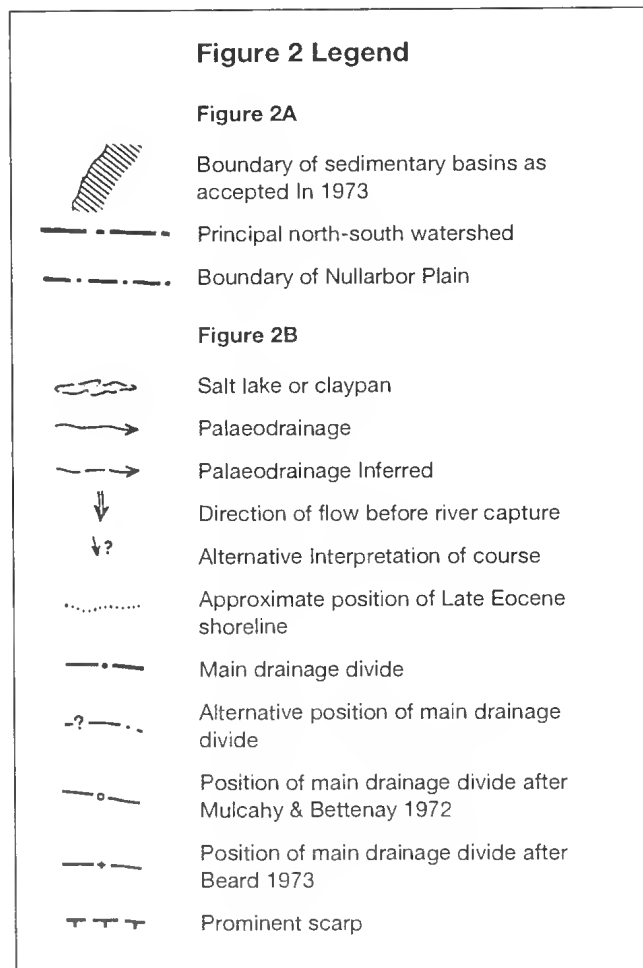 Figure 2 Legend
Figure 2A
Boundary of sedimentary basins as
accepted In 1973
Principal north-south watershed
Boundary of Nullarbor Plain
Figure 2B
Salt lake or claypan
Palaeodrainage
Palaeodrainage Inferred
Direction of flow before river capture
? Alternative Interpretation of course
Approximate position of Late Eocene
shoreline
Main drainage divide
-? Alternative position of main drainage
divide
Position of main drainage divide after
Mulcahy & Bettenay 1972
Position of main drainage divide after
Beard 1973
Prominent scarp